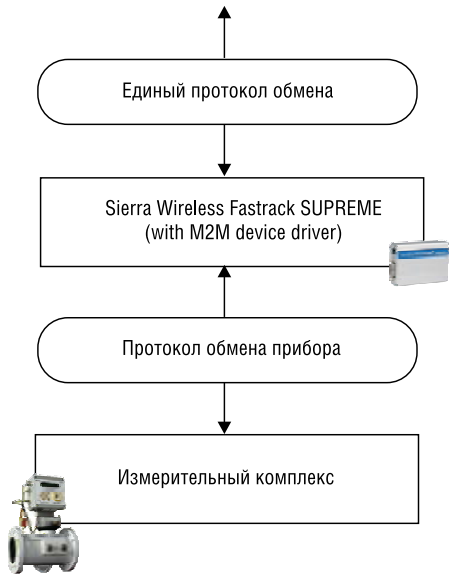 Единый протокол обмена
Sierra Wireless Fastrack SUPREME
(with M2M device driver)
Протокол обмена прибора
Измерительный комплекс